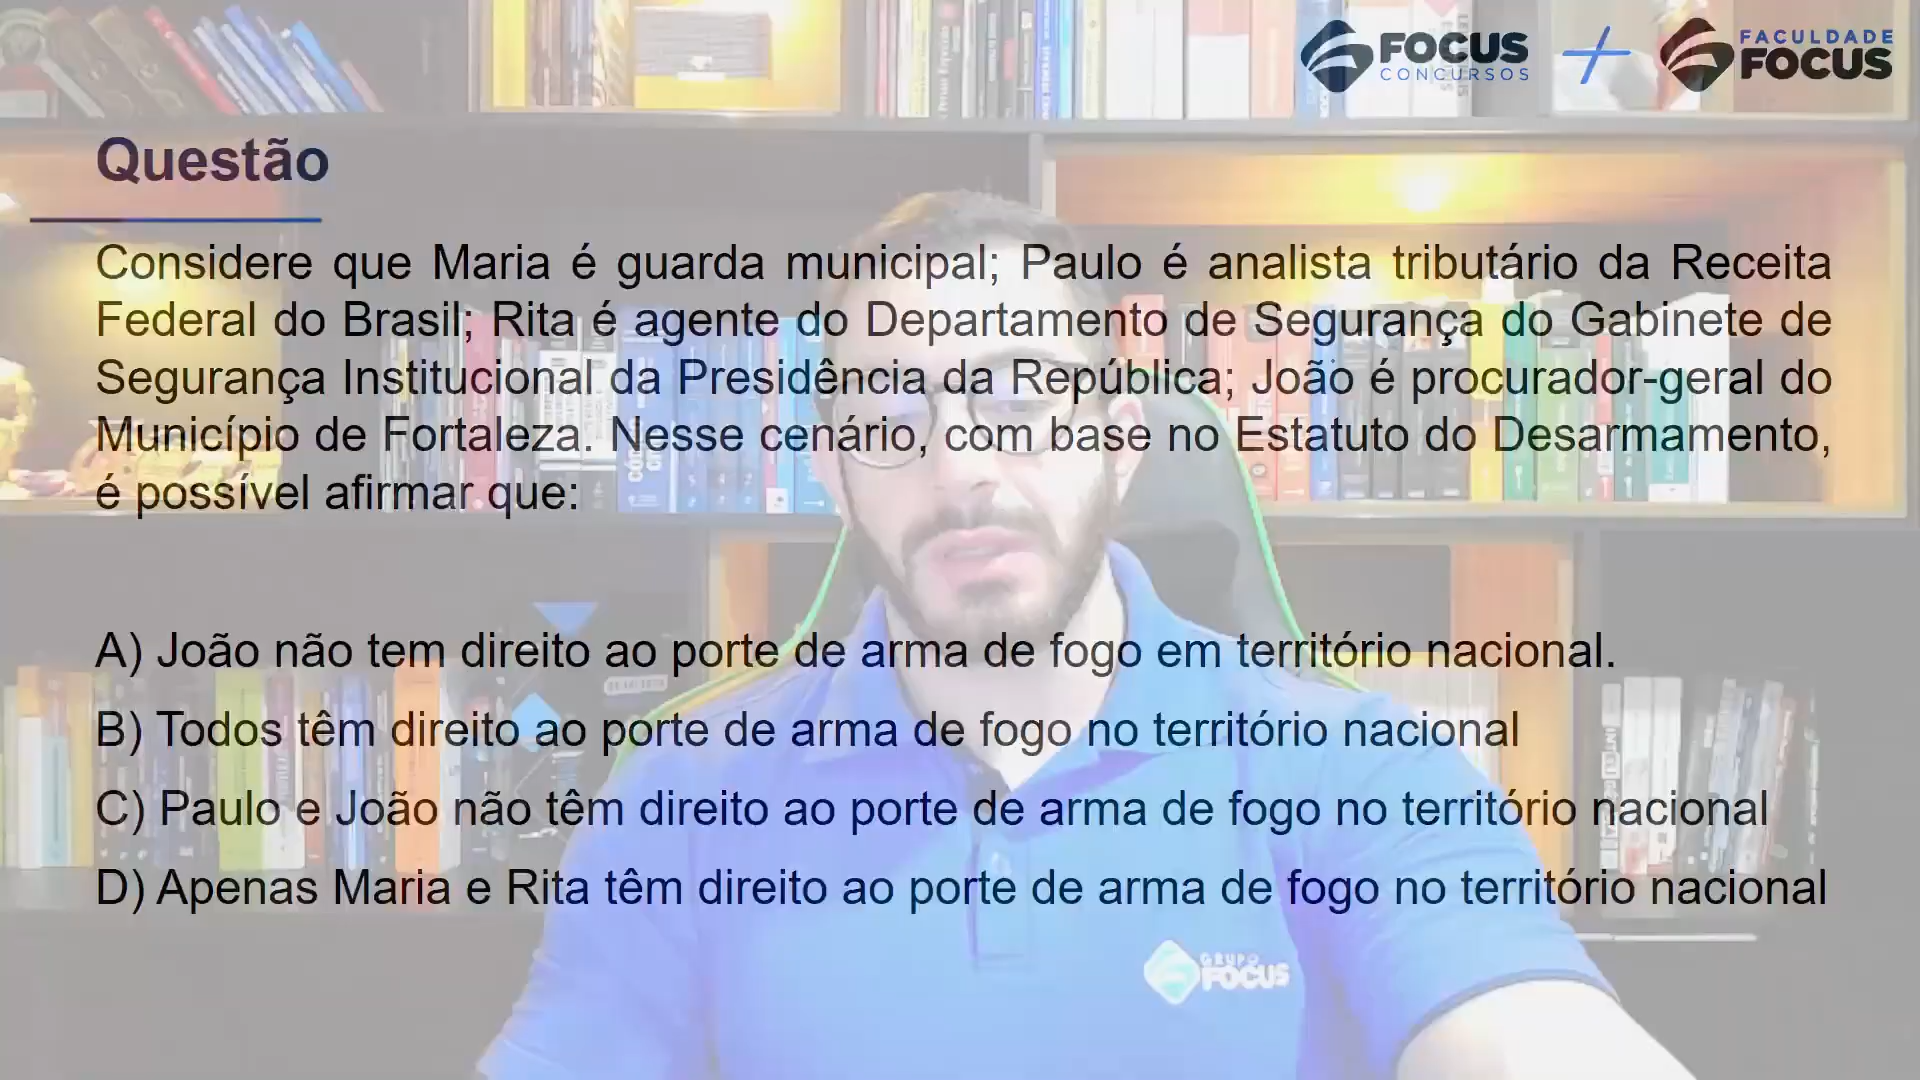 FOCUS
CONCURSOS
FACULDADE
FOCUS
Questão
Considere que Maria é guarda municipal; Paulo é analista tributário da Receita
Federal do Brasil; Rita é agente do Departamento de Segurança do Gabinete de
Segurança Institucional da Presidência da República; João é procurador-geral do
Município de Fortaleza. Nesse cenário, com base no Estatuto do Desarmamento,
é possível afirmar que:
A) João não tem direito ao porte de arma de fogo em território nacional.
B) Todos têm direito ao porte de arma de fogo no território nacional
C) Paulo e João não têm direito ao porte de arma de fogo no território nacional
D) Apenas Maria e Rita têm direito ao porte de arma de fogo no território nacional
GRUPO
FOCUS